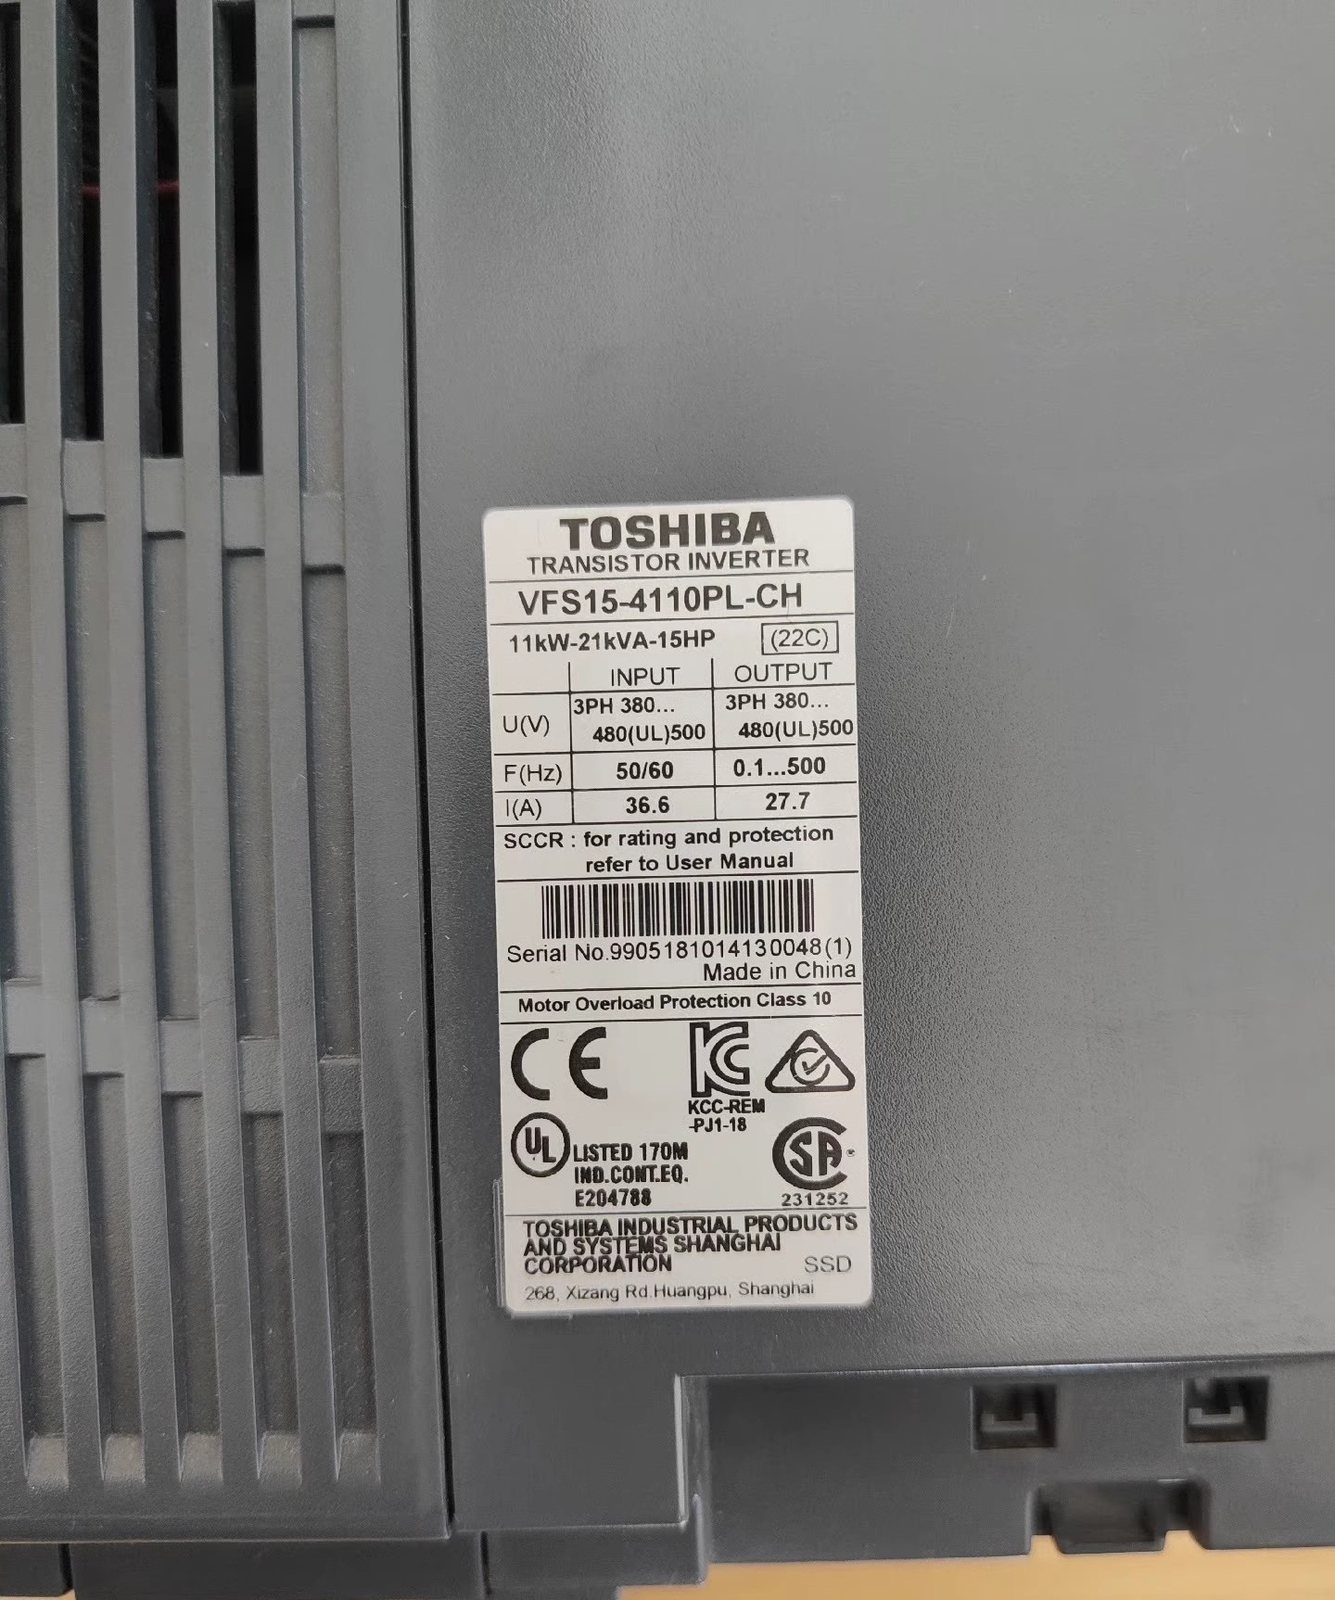 TOSHIBA
TRANSISTOR INVERTER
VFS15-4110PL-CH
11kW-21kVA-15HP (22C)
INPUT OUTPUT
U(V) 3PH 380... 480(UL)500 3PH 380... 480(UL)500
F(Hz) 50/60 0.1...500
I(A) 36.6 27.7
SCCR : for rating and protection
refer to User Manual
Serial No.9905181014130048(1)
Made in China
Motor Overload Protection Class 10
CE KC
KCC-REM
-PJ1-18
UL LISTED 170M
IND.CONT.EQ.
E204788
SA
231252
TOSHIBA INDUSTRIAL PRODUCTS
AND SYSTEMS SHANGHAI
CORPORATION SSD
268, Xizang Rd.Huangpu, Shanghai